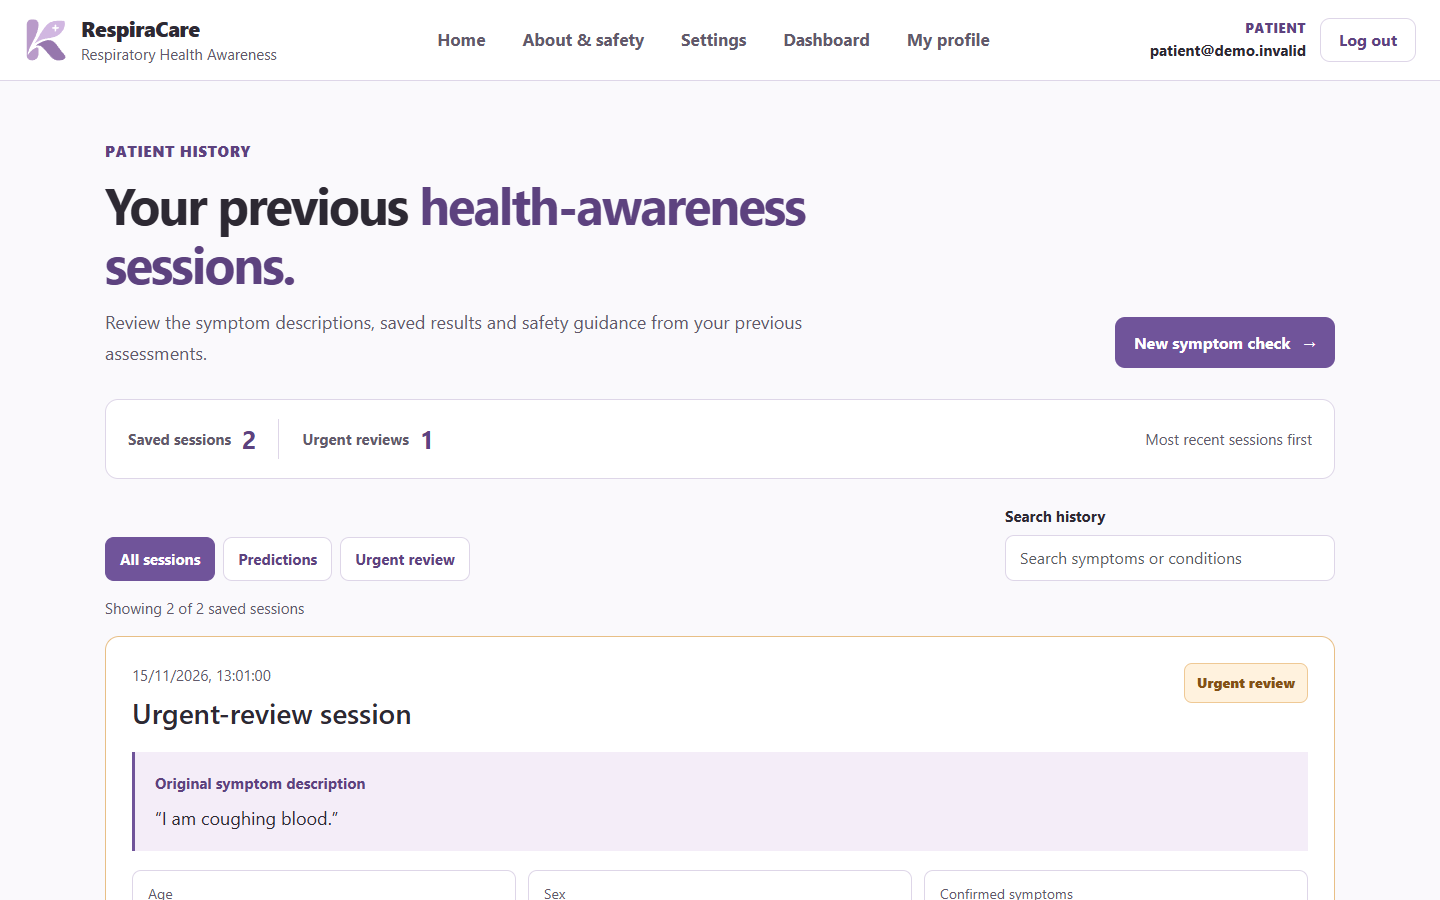 RespiraCare
Respiratory Health Awareness
Home
About & safety
Settings
Dashboard
My profile
PATIENT
patient@demo.invalid
Log out
PATIENT HISTORY
Your previous health-awareness
sessions.
Review the symptom descriptions, saved results and safety guidance from your previous
assessments.
New symptom check →
Saved sessions 2
Urgent reviews 1
Most recent sessions first
Search history
All sessions
Predictions
Urgent review
Search symptoms or conditions
Showing 2 of 2 saved sessions
15/11/2026, 13:01:00
Urgent review
Urgent-review session
Original symptom description
“I am coughing blood.”
Age
Sex
Confirmed symptoms